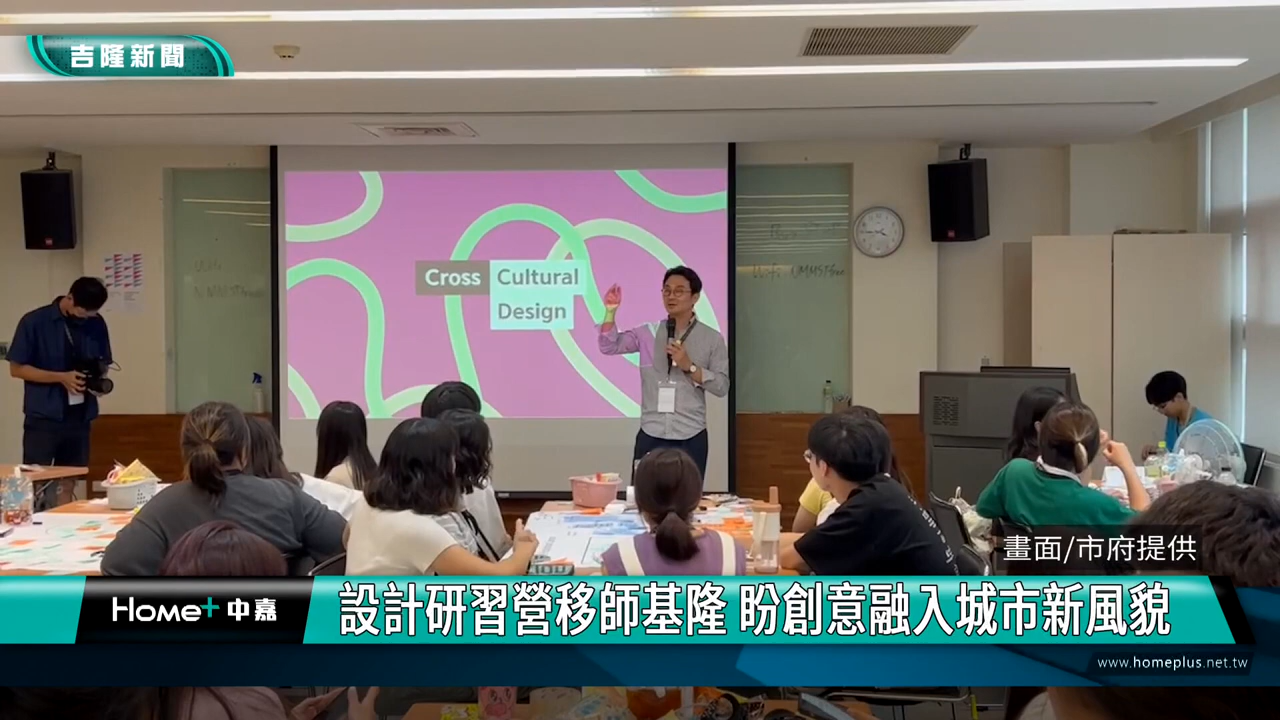 吉隆新聞
Cross Cultural
Design
畫面/市府提供
Home+ 中嘉
設計研習營移師基隆 盼創意融入城市新風貌
www.homeplus.net.tw